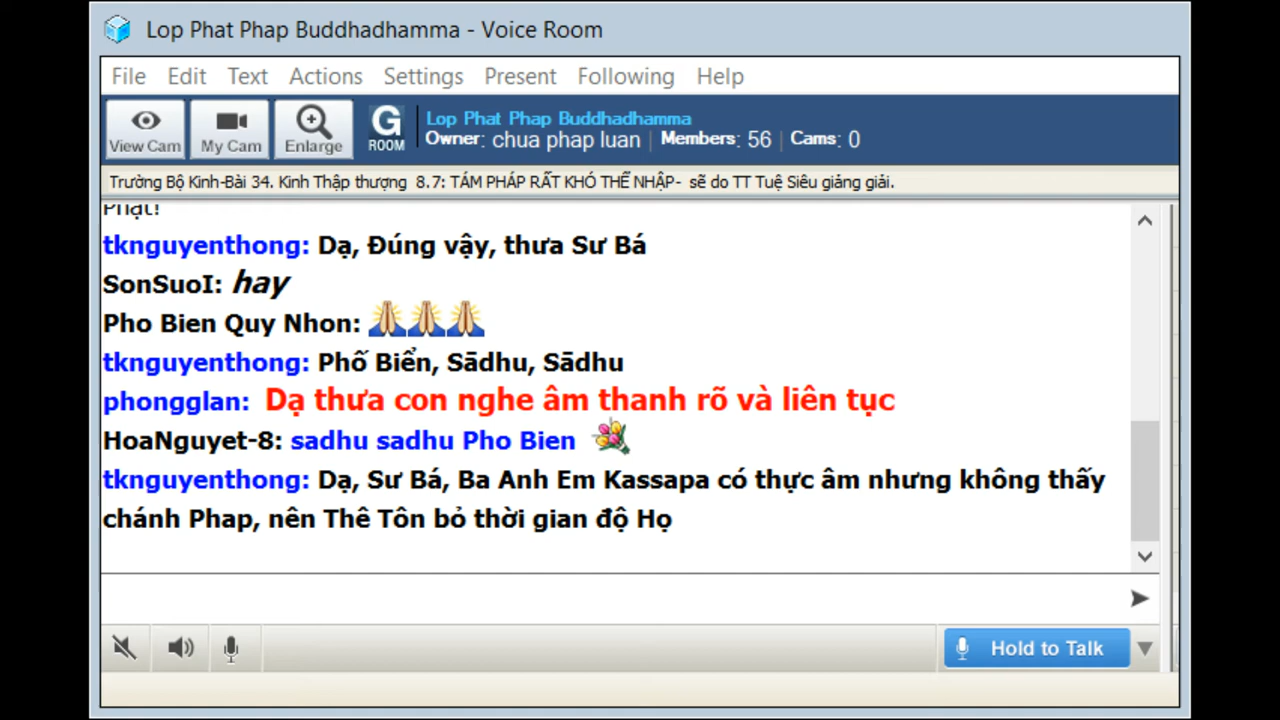 Lop Phat Phap Buddhadhamma - Voice Room
File Edit Text Actions Settings Present Following Help
View Cam My Cam Enlarge G ROOM
Lop Phat Phap Buddhadhamma
Owner: chua phap luan | Members: 56 | Cams: 0
Trường Bộ Kinh-Bài 34. Kinh Thập thượng 8.7: TÁM PHÁP RẤT KHÓ THỂ NHẬP- sẽ do TT Tuệ Siêu giảng giải.
Phật!
tknguyenthong: Dạ, Đúng vậy, thưa Sư Bá
SonSuoI: hay
Pho Bien Quy Nhon: 🙏🙏🙏
tknguyenthong: Phố Biển, Sādhu, Sādhu
phongglan: Dạ thưa con nghe âm thanh rõ và liên tục
HoaNguyet-8: sadhu sadhu Pho Bien 💐
tknguyenthong: Dạ, Sư Bá, Ba Anh Em Kassapa có thực âm nhưng không thấy
chánh Phap, nên Thê Tôn bỏ thời gian độ Họ
Hold to Talk